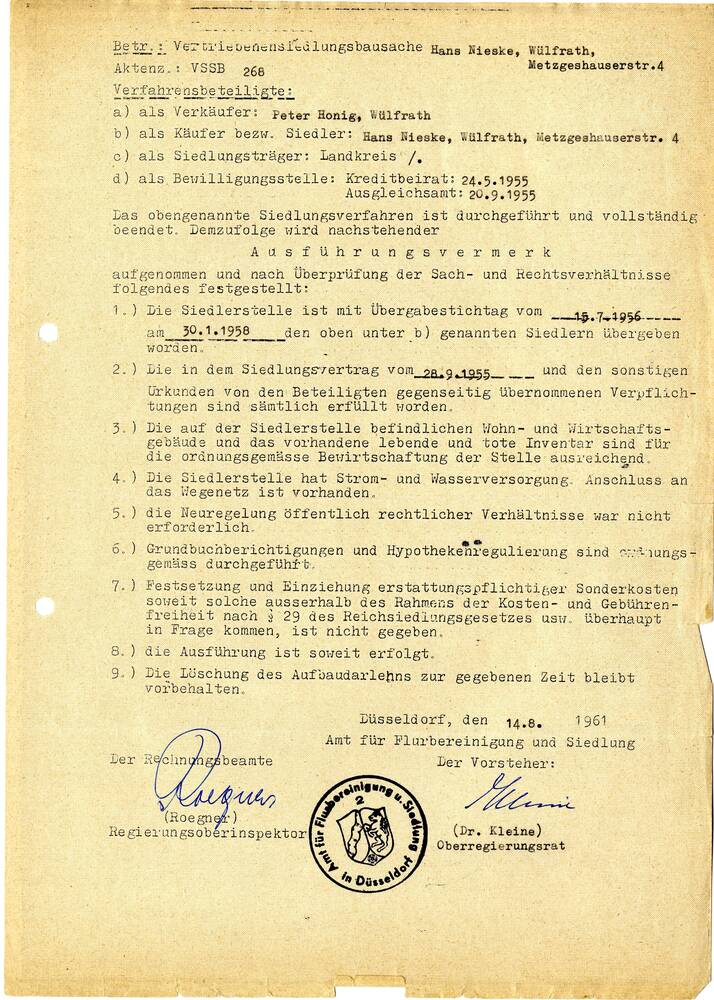 Betr.: Vertriebenensiedlungsbausache Hans Nieske, Wülfrath,
Metzgeshauserstr.4
Aktenz.: VSSB 268
Verfahrensbeteiligte:
a) als Verkäufer: Peter Honig, Wülfrath
b) als Käufer bezw. Siedler: Hans Nieske, Wülfrath, Metzgeshauserstr. 4
c) als Siedlungsträger: Landkreis /.
d) als Bewilligungsstelle: Kreditbeirat: 24.5.1955
Ausgleichsamt: 20.9.1955
Das obengenannte Siedlungsverfahren ist durchgeführt und vollständig
beendet. Demzufolge wird nachstehender
A u s f ü h r u n g s v e r m e r k
aufgenommen und nach Überprüfung der Sach- und Rechtsverhältnisse
folgendes festgestellt:
1.) Die Siedlerstelle ist mit Übergabestichtag vom 15.7.1956
am 30.1.1958 den oben unter b) genannten Siedlern übergeben
worden.
2.) Die in dem Siedlungsvertrag vom 28.9.1955 und den sonstigen
Urkunden von den Beteiligten gegenseitig übernommenen Verpflich-
tungen sind sämtlich erfüllt worden.
3.) Die auf der Siedlerstelle befindlichen Wohn- und Wirtschafts-
gebäude und das vorhandene lebende und tote Inventar sind für
die ordnungsgemässe Bewirtschaftung der Stelle ausreichend.
4.) Die Siedlerstelle hat Strom- und Wasserversorgung. Anschluss an
das Wegenetz ist vorhanden.
5.) die Neuregelung öffentlich rechtlicher Verhältnisse war nicht
erforderlich.
6.) Grundbuchberichtigungen und Hypothekenregulierung sind ordnungs-
gemäss durchgeführt.
7.) Festsetzung und Einziehung erstattungspflichtiger Sonderkosten
soweit solche ausserhalb des Rahmens der Kosten- und Gebühren-
freiheit nach § 29 des Reichsiedlungsgesetzes usw. überhaupt
in Frage kommen, ist nicht gegeben.
8.) die Ausführung ist soweit erfolgt.
9.) Die Löschung des Aufbaudarlehns zur gegebenen Zeit bleibt
vorbehalten.
Düsseldorf, den 14.8. 1961
Amt für Flurbereinigung und Siedlung
Der Rechnungsbeamte
Der Vorsteher:
Roegner
Kleine
(Roegner)
Regierungsoberinspektor
(Dr. Kleine)
Oberregierungsrat
Amt für Flurbereinigung u. Siedlung
2
in Düsseldorf